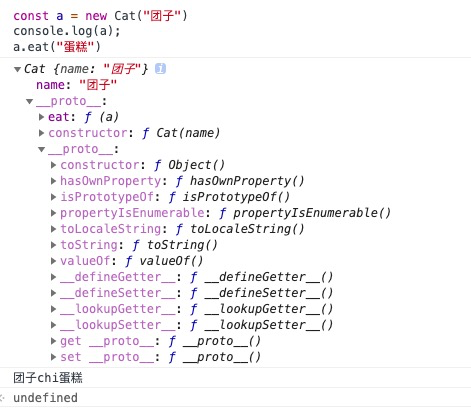 const a = new Cat("团子")
console.log(a);
a.eat("蛋糕")
Cat {name: "团子"} i
name: "团子"
__proto__:
eat: ƒ (a)
constructor: ƒ Cat(name)
__proto__:
constructor: ƒ Object()
hasOwnProperty: ƒ hasOwnProperty()
isPrototypeOf: ƒ isPrototypeOf()
propertyIsEnumerable: ƒ propertyIsEnumerable()
toLocaleString: ƒ toLocaleString()
toString: ƒ toString()
valueOf: ƒ valueOf()
__defineGetter__: ƒ __defineGetter__()
__defineSetter__: ƒ __defineSetter__()
__lookupGetter__: ƒ __lookupGetter__()
__lookupSetter__: ƒ __lookupSetter__()
get __proto__: ƒ __proto__()
set __proto__: ƒ __proto__()
团子chi蛋糕
undefined